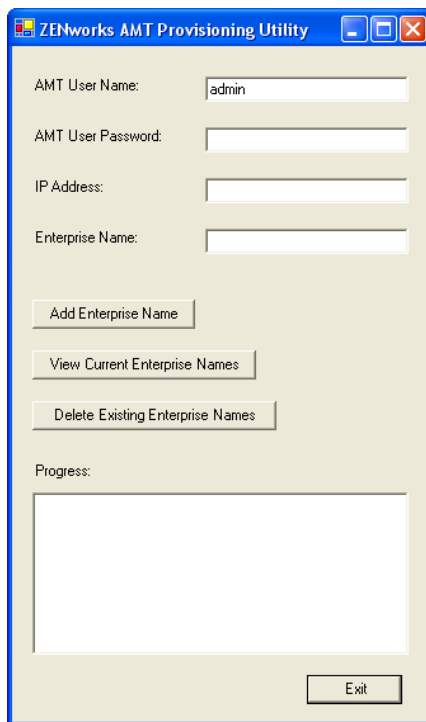 ZENworks AMT Provisioning Utility
AMT User Name:
admin
AMT User Password:
IP Address:
Enterprise Name:
Add Enterprise Name
View Current Enterprise Names
Delete Existing Enterprise Names
Progress:
Exit